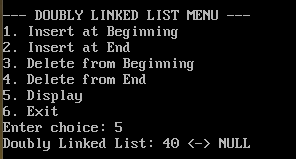 --- DOUBLY LINKED LIST MENU ---
1. Insert at Beginning
2. Insert at End
3. Delete from Beginning
4. Delete from End
5. Display
6. Exit
Enter choice: 5
Doubly Linked List: 40 <-> NULL